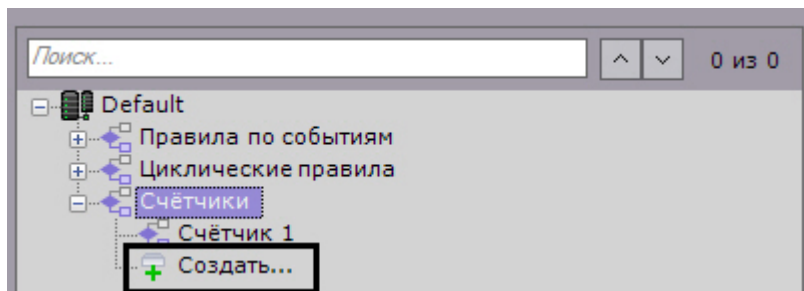 Поиск...
0 из 0
Default
Правила по событиям
Циклические правила
Счётчики
Счётчик 1
Создать...